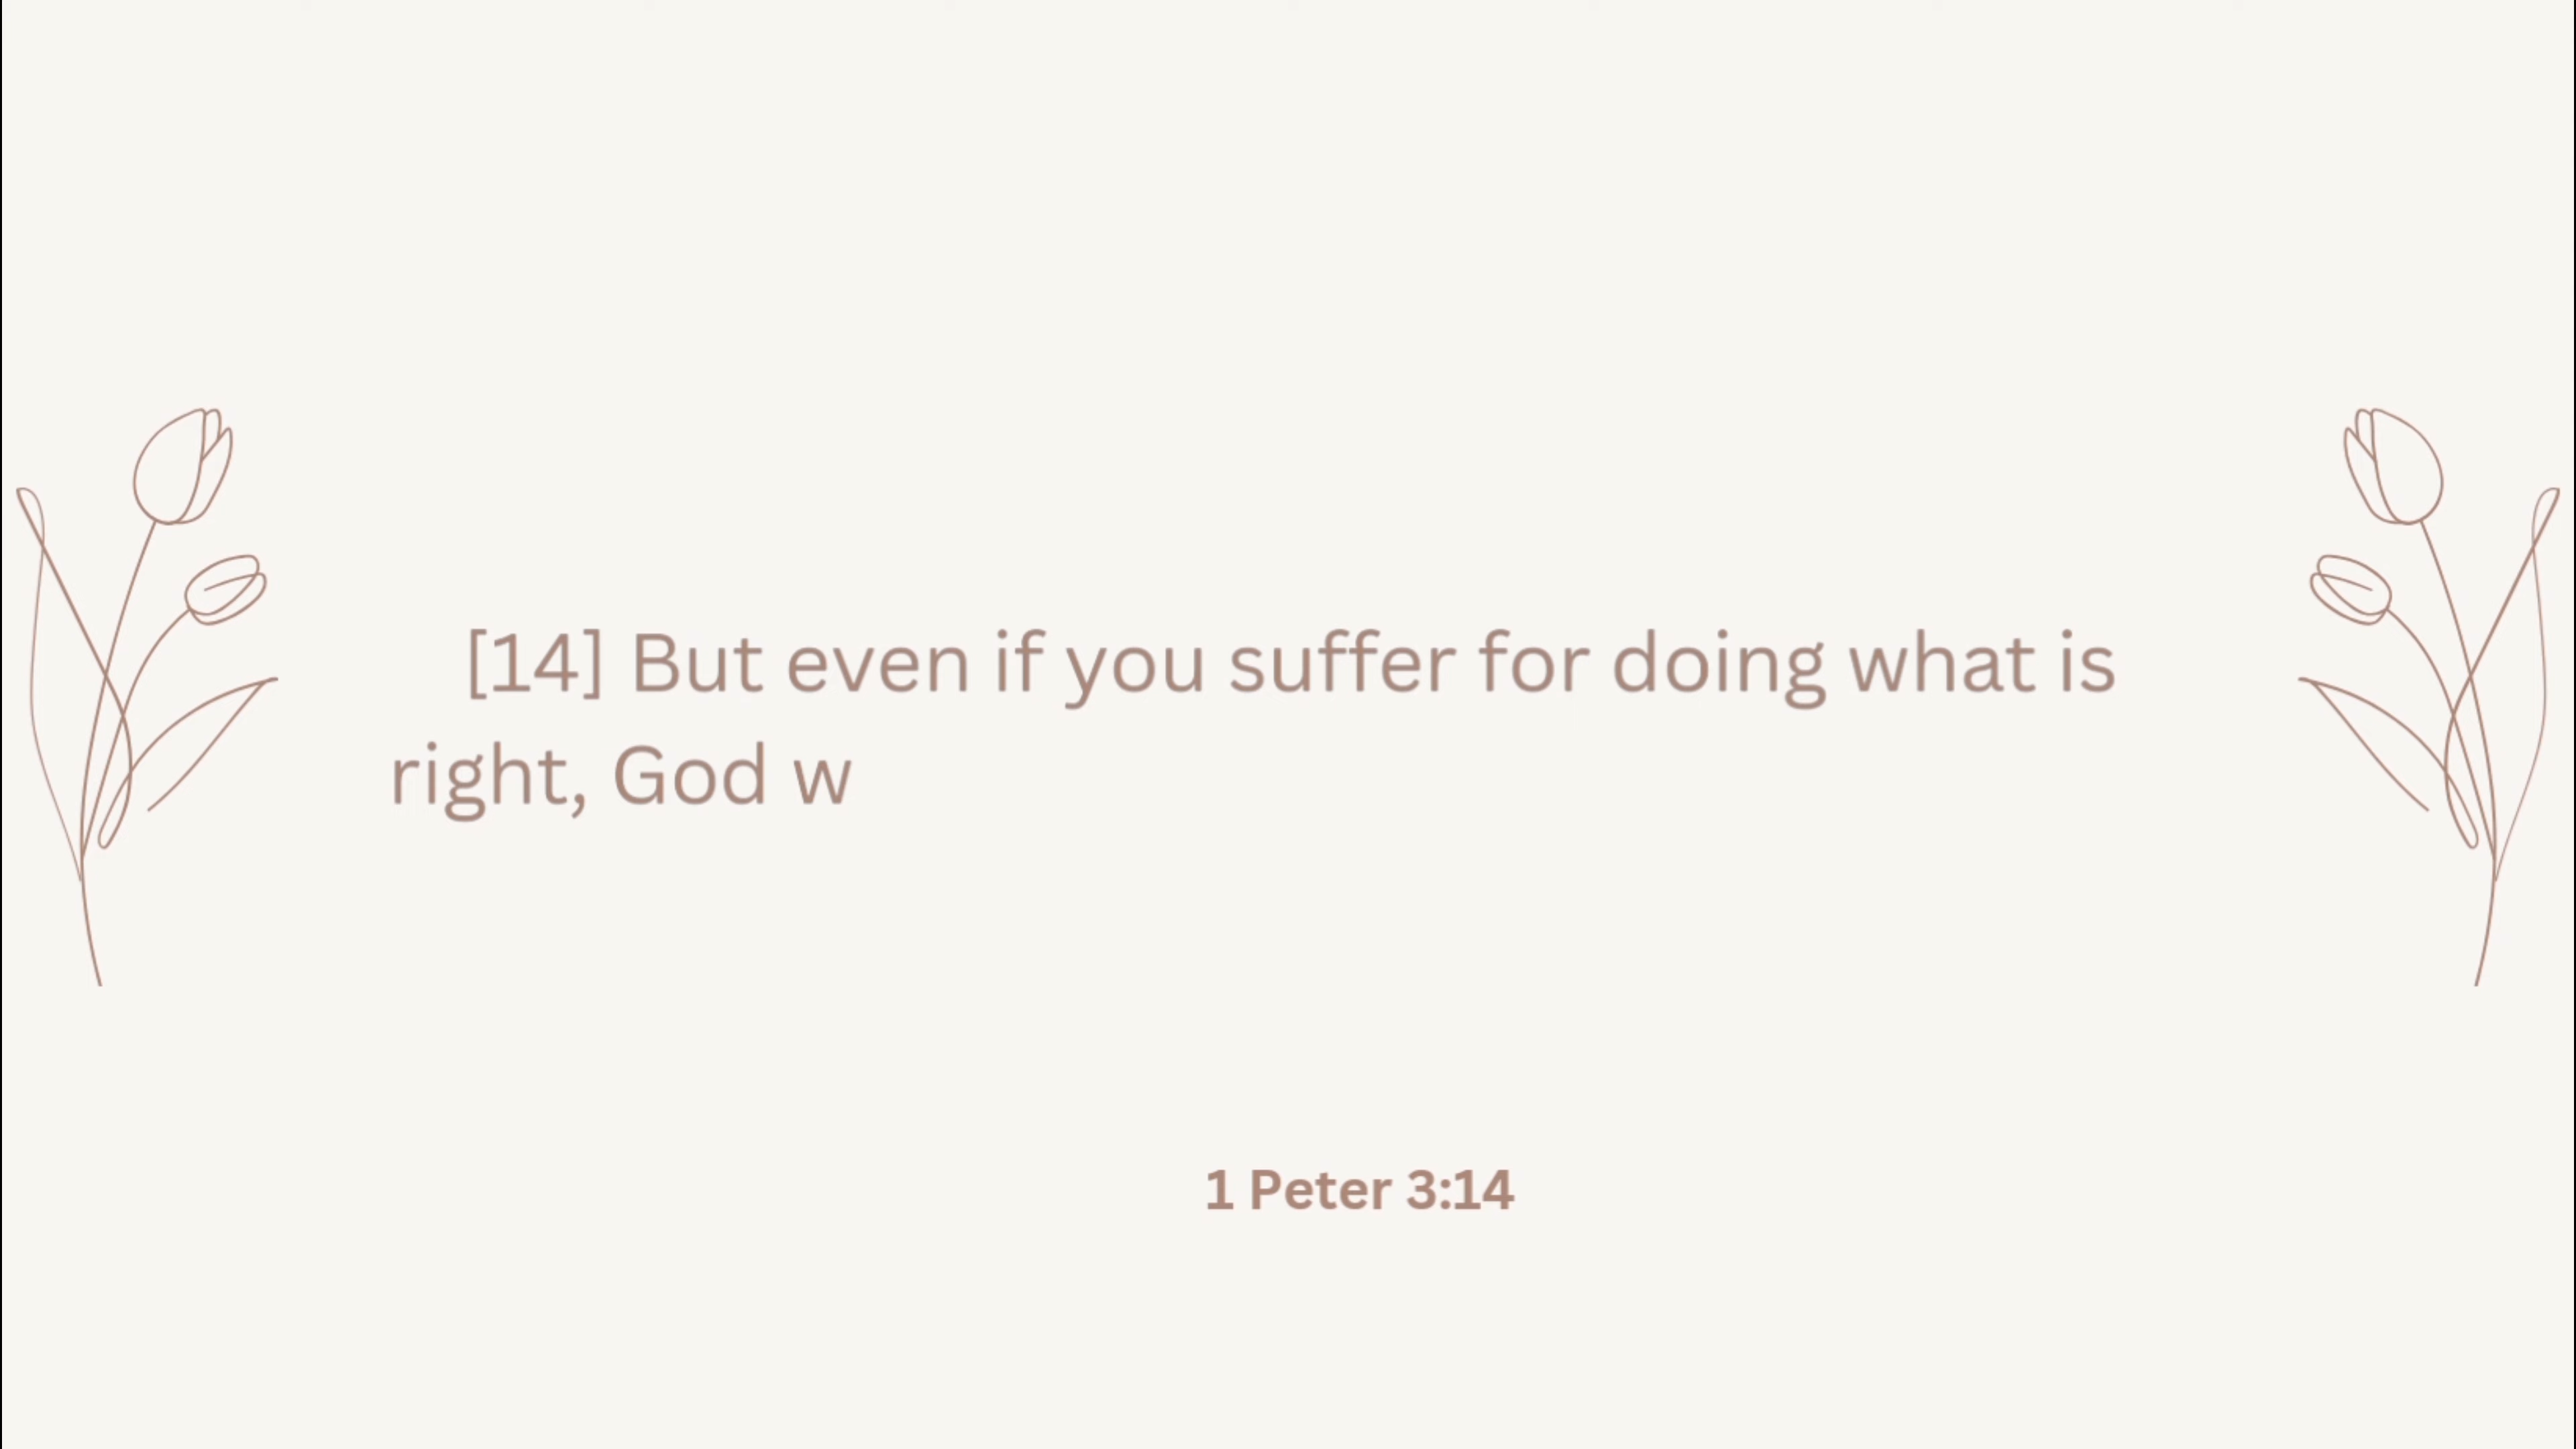 [14] But even if you suffer for doing what is
right, God w
1 Peter 3:14